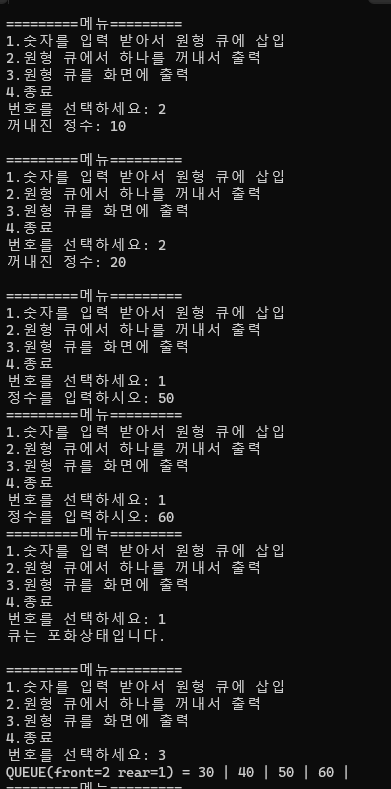 =========메뉴=========
1.숫자를 입력 받아서 원형 큐에 삽입
2.원형 큐에서 하나를 꺼내서 출력
3.원형 큐를 화면에 출력
4.종료
번호를 선택하세요: 2
꺼내진 정수: 10
=========메뉴=========
1.숫자를 입력 받아서 원형 큐에 삽입
2.원형 큐에서 하나를 꺼내서 출력
3.원형 큐를 화면에 출력
4.종료
번호를 선택하세요: 2
꺼내진 정수: 20
=========메뉴=========
1.숫자를 입력 받아서 원형 큐에 삽입
2.원형 큐에서 하나를 꺼내서 출력
3.원형 큐를 화면에 출력
4.종료
번호를 선택하세요: 1
정수를 입력하시오: 50
=========메뉴=========
1.숫자를 입력 받아서 원형 큐에 삽입
2.원형 큐에서 하나를 꺼내서 출력
3.원형 큐를 화면에 출력
4.종료
번호를 선택하세요: 1
정수를 입력하시오: 60
=========메뉴=========
1.숫자를 입력 받아서 원형 큐에 삽입
2.원형 큐에서 하나를 꺼내서 출력
3.원형 큐를 화면에 출력
4.종료
번호를 선택하세요: 1
큐는 포화상태입니다.
=========메뉴=========
1.숫자를 입력 받아서 원형 큐에 삽입
2.원형 큐에서 하나를 꺼내서 출력
3.원형 큐를 화면에 출력
4.종료
번호를 선택하세요: 3
QUEUE(front=2 rear=1) = 30 | 40 | 50 | 60 |
=========메뉴=========